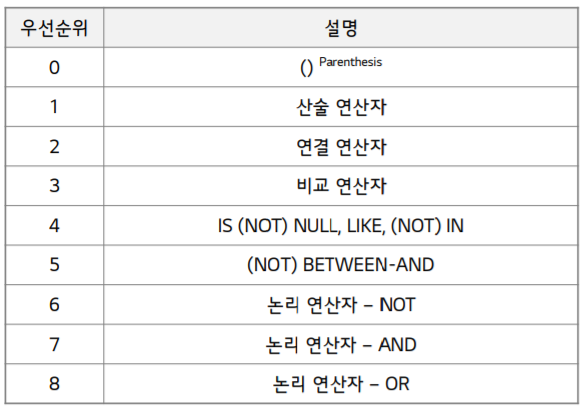 우선순위 설명
0 () Parenthesis
1 산술 연산자
2 연결 연산자
3 비교 연산자
4 IS (NOT) NULL, LIKE, (NOT) IN
5 (NOT) BETWEEN-AND
6 논리 연산자 – NOT
7 논리 연산자 – AND
8 논리 연산자 – OR